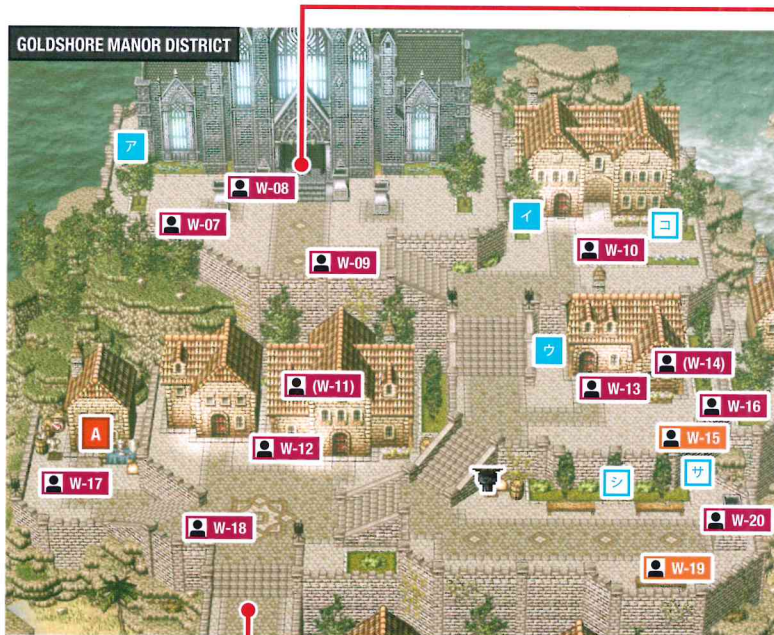 GOLDSHORE MANOR DISTRICT
ア
W-08
W-07
イ
コ
W-10
W-09
ウ
(W-14)
(W-11)
W-13
W-16
A
W-15
W-12
サ
W-17
シ
W-20
W-18
W-19